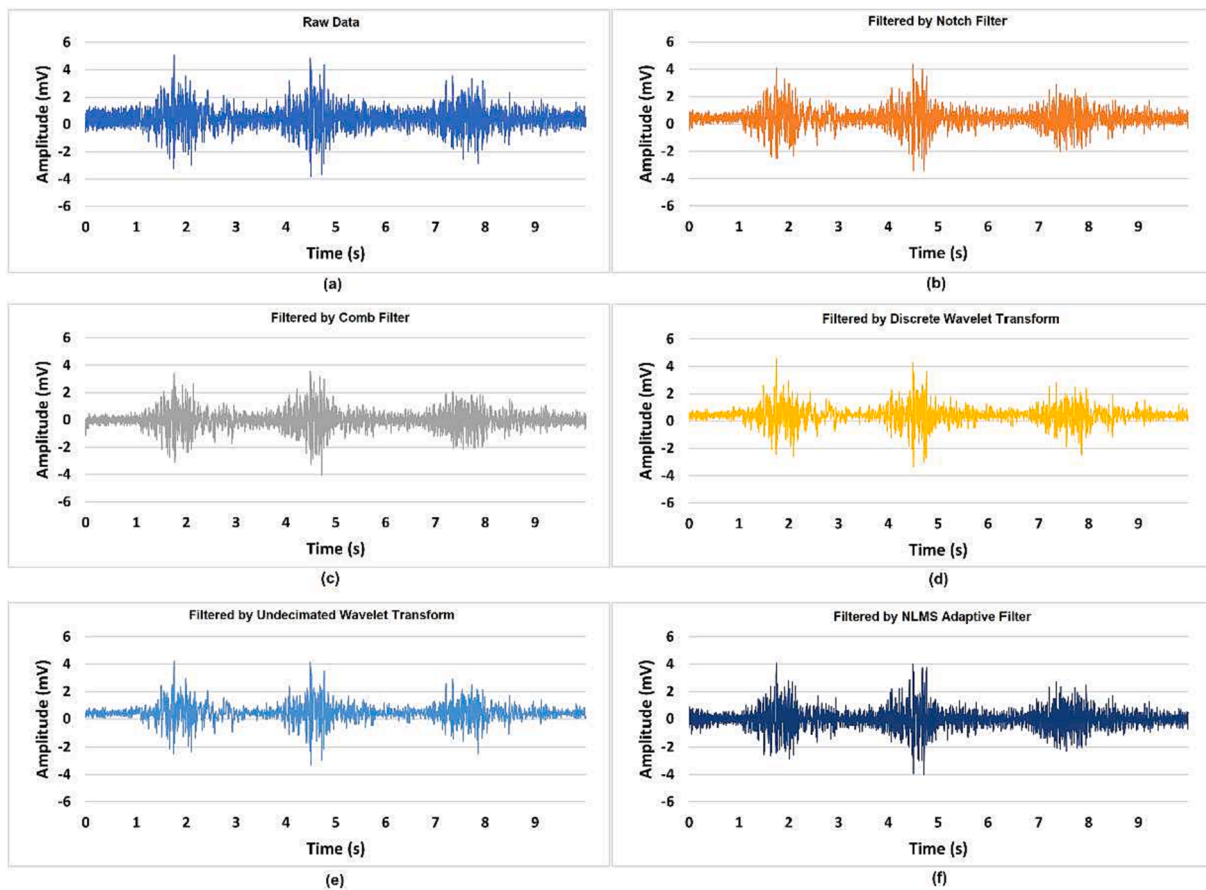 Raw Data
6
4
2
0
-2
-4
-6
Amplitude (mV)
0 1 2 3 4 5 6 7 8 9
Time (s)
(a)
Filtered by Notch Filter
6
4
2
0
-2
-4
-6
Amplitude (mV)
0 1 2 3 4 5 6 7 8 9
Time (s)
(b)
Filtered by Comb Filter
6
4
2
0
-2
-4
-6
Amplitude (mV)
0 1 2 3 4 5 6 7 8 9
Time (s)
(c)
Filtered by Discrete Wavelet Transform
6
4
2
0
-2
-4
-6
Amplitude (mV)
0 1 2 3 4 5 6 7 8 9
Time (s)
(d)
Filtered by Undecimated Wavelet Transform
6
4
2
0
-2
-4
-6
Amplitude (mV)
0 1 2 3 4 5 6 7 8 9
Time (s)
(e)
Filtered by NLMS Adaptive Filter
6
4
2
0
-2
-4
-6
Amplitude (mV)
0 1 2 3 4 5 6 7 8 9
Time (s)
(f)